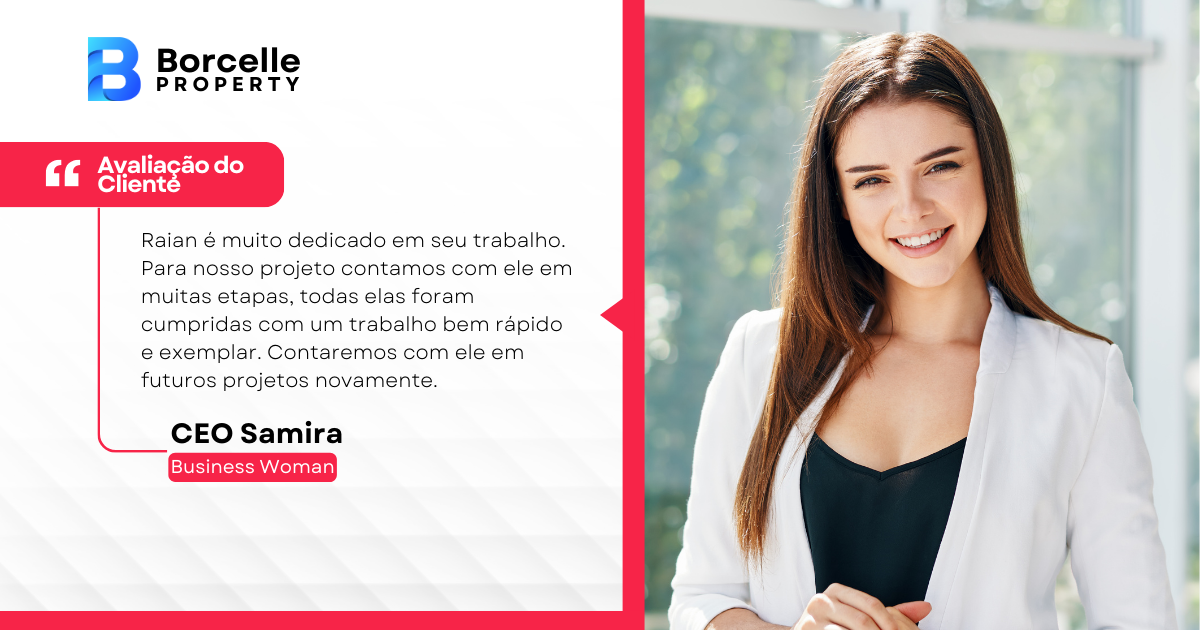 Borcelle
PROPERTY
“ Avaliação do
Cliente
Raian é muito dedicado em seu trabalho.
Para nosso projeto contamos com ele em
muitas etapas, todas elas foram
cumpridas com um trabalho bem rápido
e exemplar. Contaremos com ele em
futuros projetos novamente.
CEO Samira
Business Woman